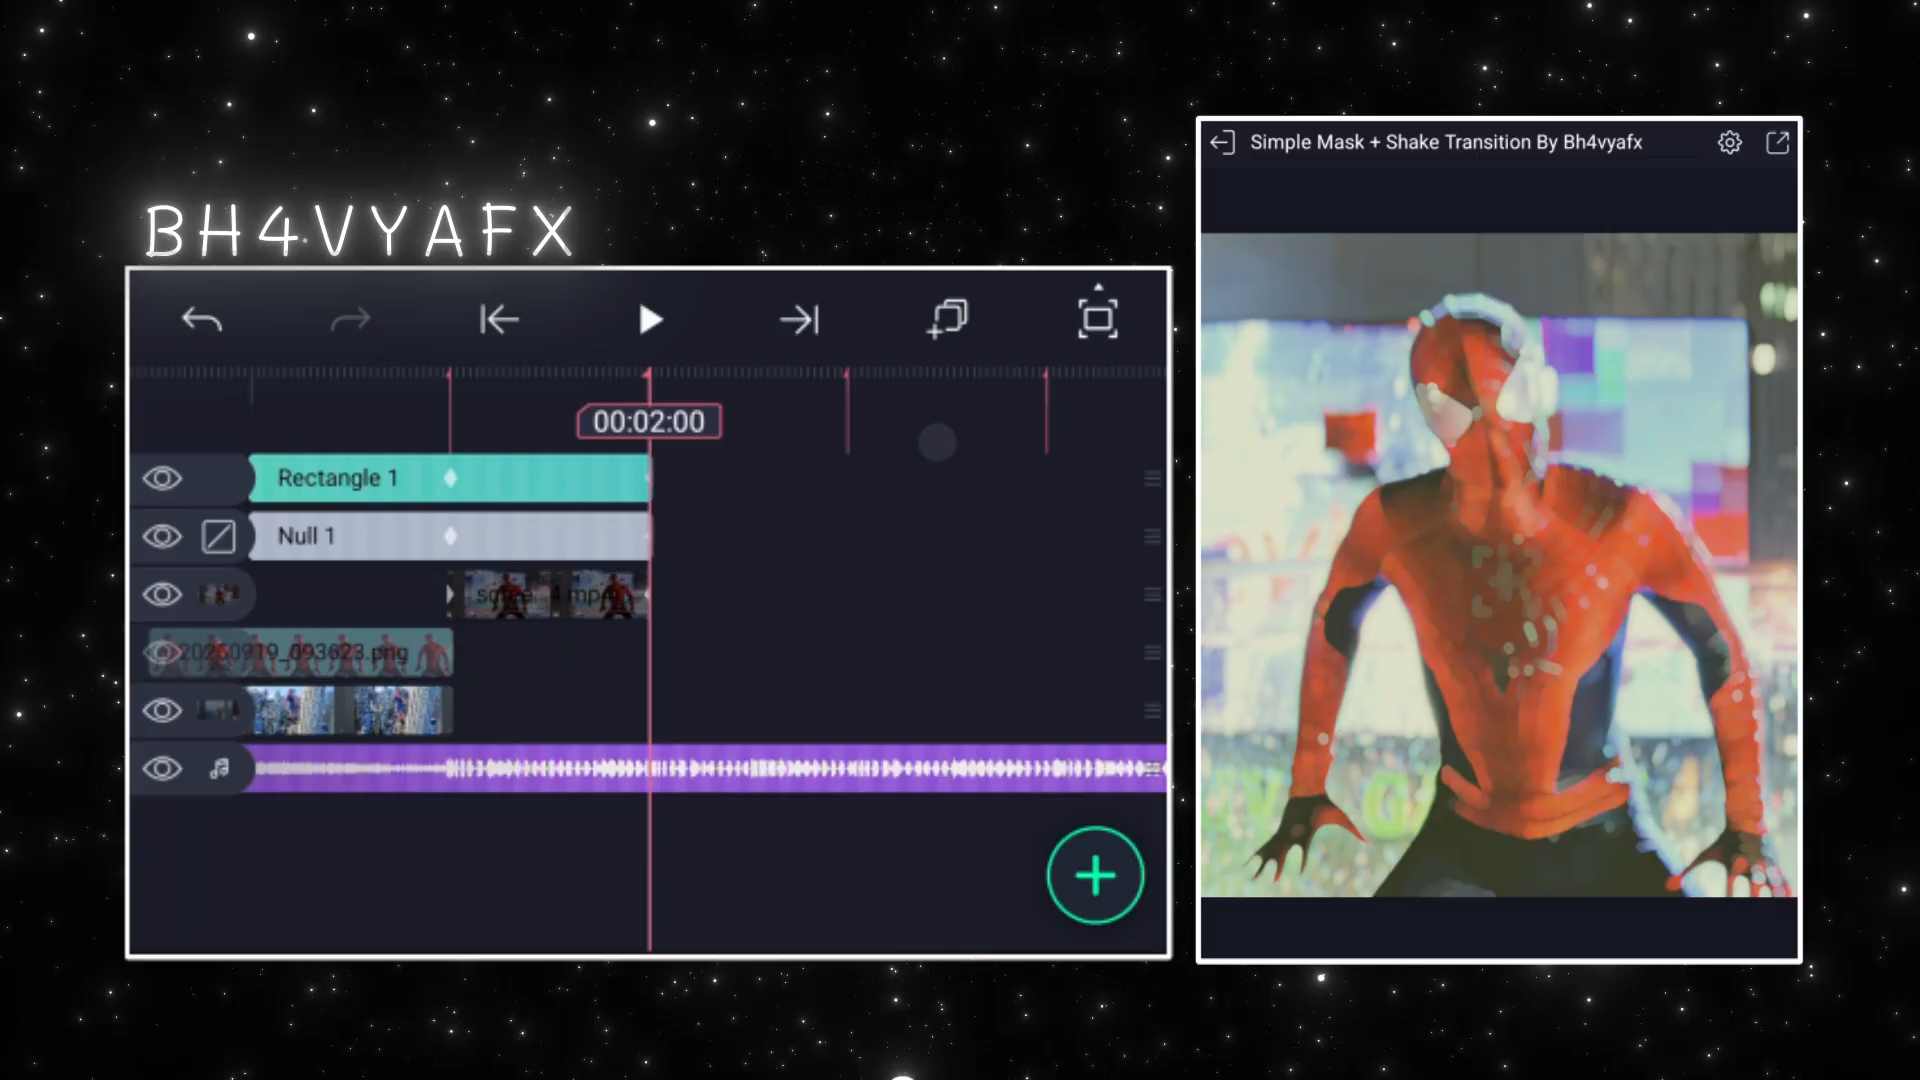 BH4VYAFX
Simple Mask + Shake Transition By Bh4vyafx
00:02:00
Rectangle 1
Null 1